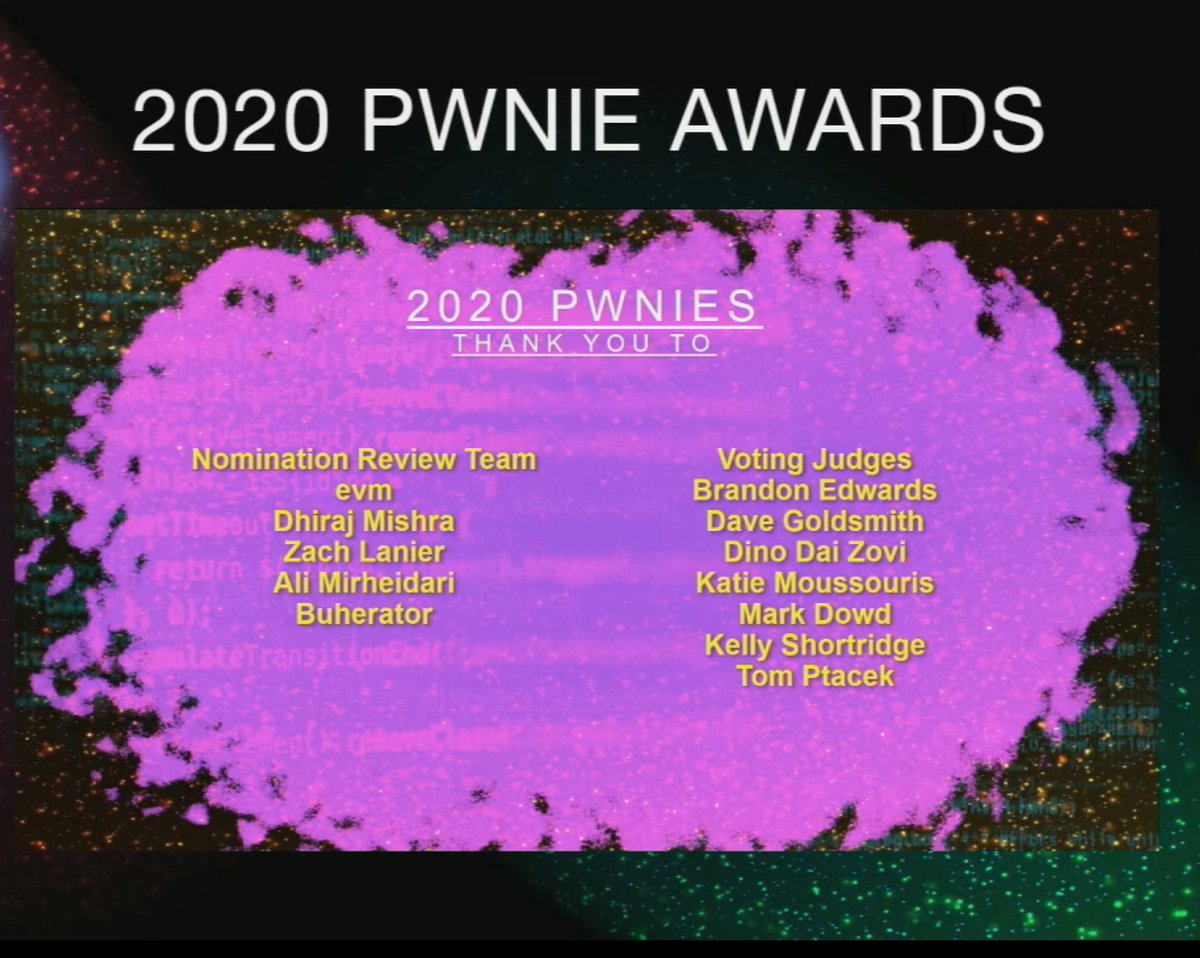 2020 PWNIE AWARDS
2020 PWNIES
THANK YOU TO
Nomination Review Team
evm
Dhiraj Mishra
Zach Lanier
Ali Mirheidari
Buherator
Voting Judges
Brandon Edwards
Dave Goldsmith
Dino Dai Zovi
Katie Moussouris
Mark Dowd
Kelly Shortridge
Tom Ptacek
return